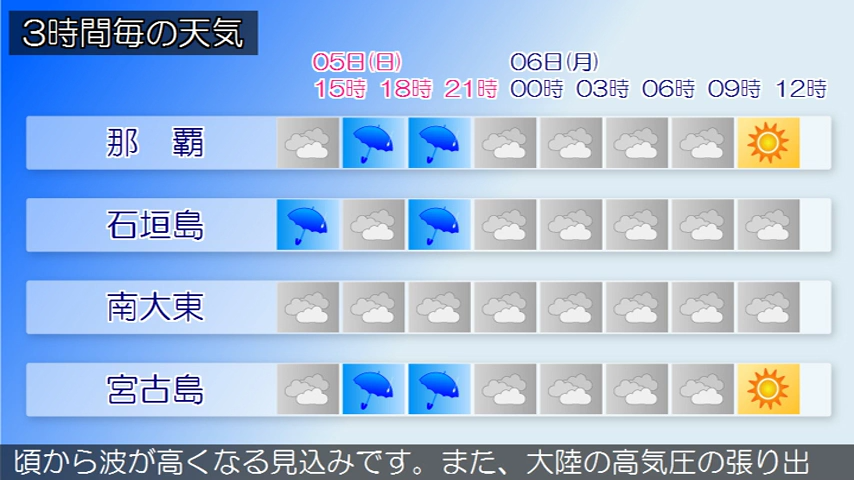 3時間毎の天気
05日(日) 06日(月)
15時 18時 21時 00時 03時 06時 09時 12時
那　覇
石垣島
南大東
宮古島
頃から波が高くなる見込みです。また、大陸の高気圧の張り出